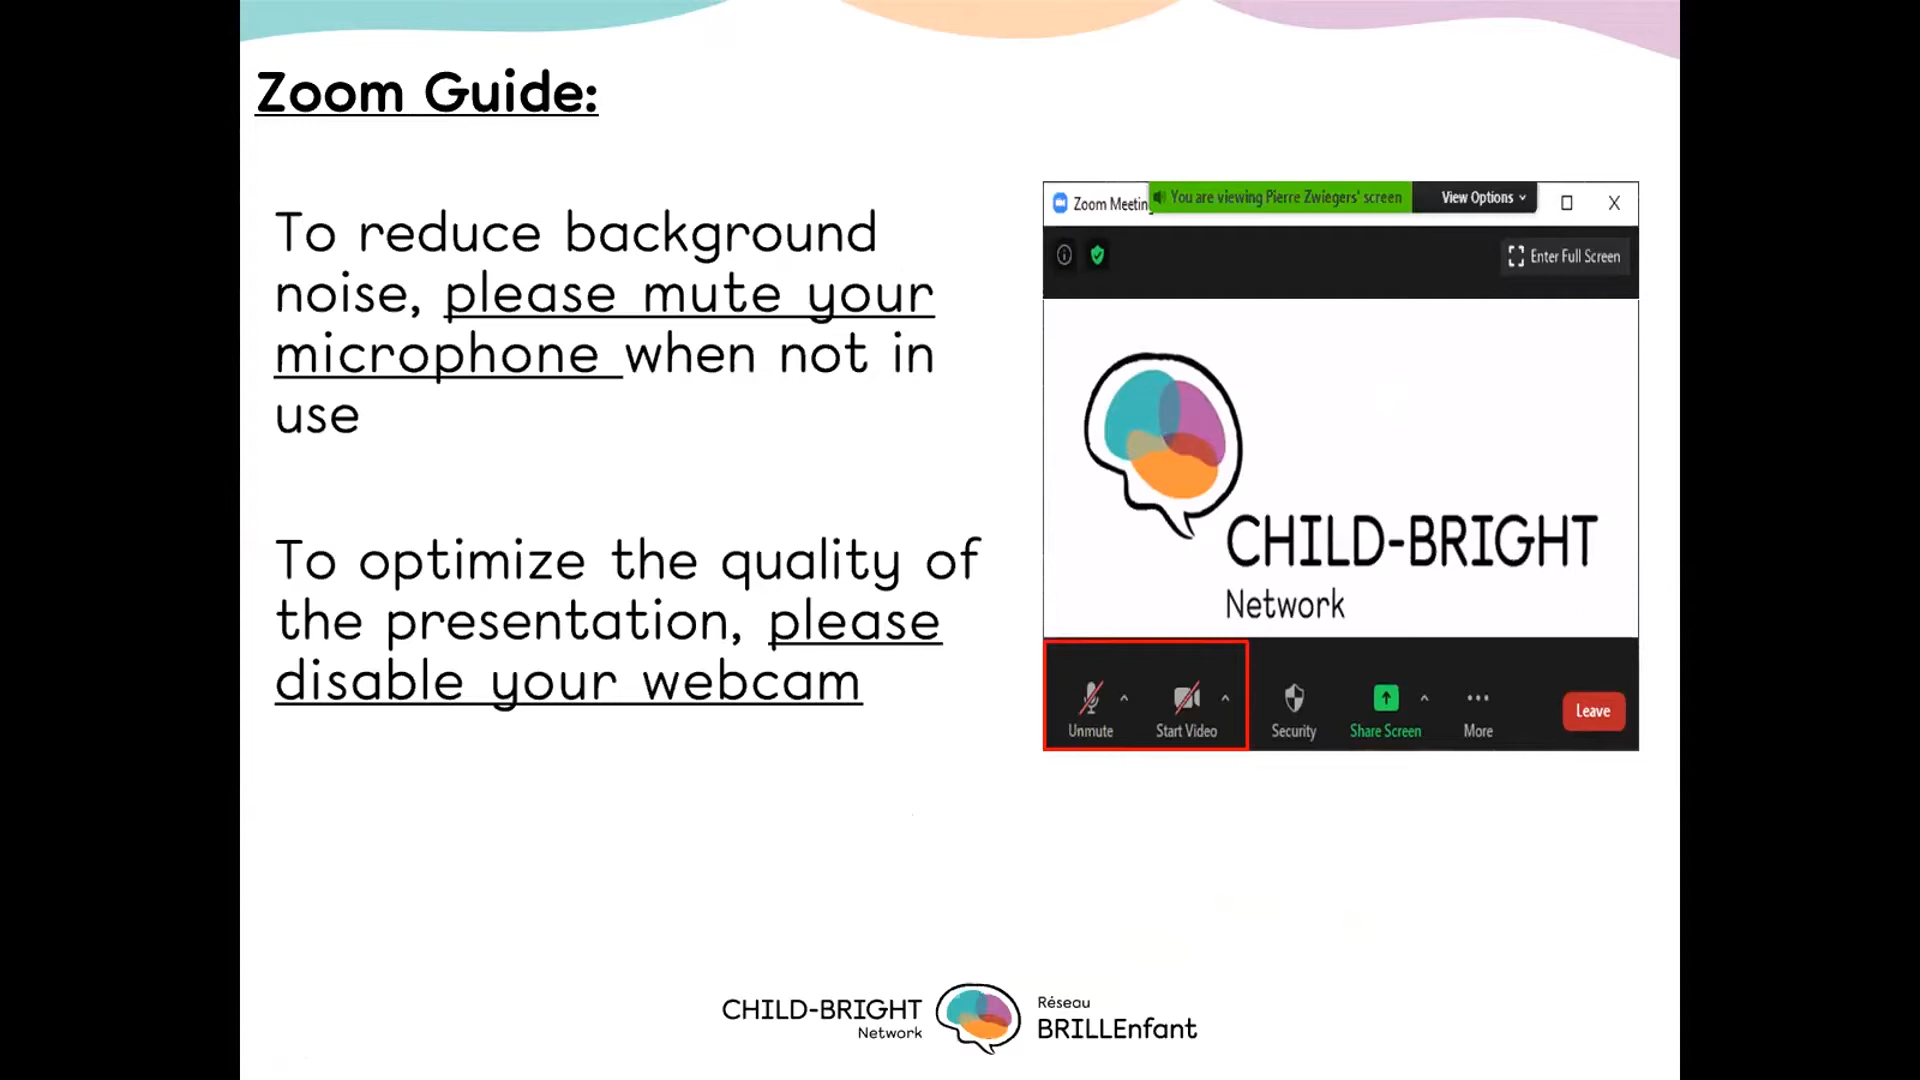 Zoom Guide:
To reduce background
noise, please mute your
microphone when not in
use
To optimize the quality of
the presentation, please
disable your webcam
Zoom Meetin
You are viewing Pierre Zwiegers' screen
View Options
Enter Full Screen
CHILD-BRIGHT
Network
Unmute
Start Video
Security
Share Screen
More
Leave
CHILD-BRIGHT
Network
Réseau
BRILLEnfant